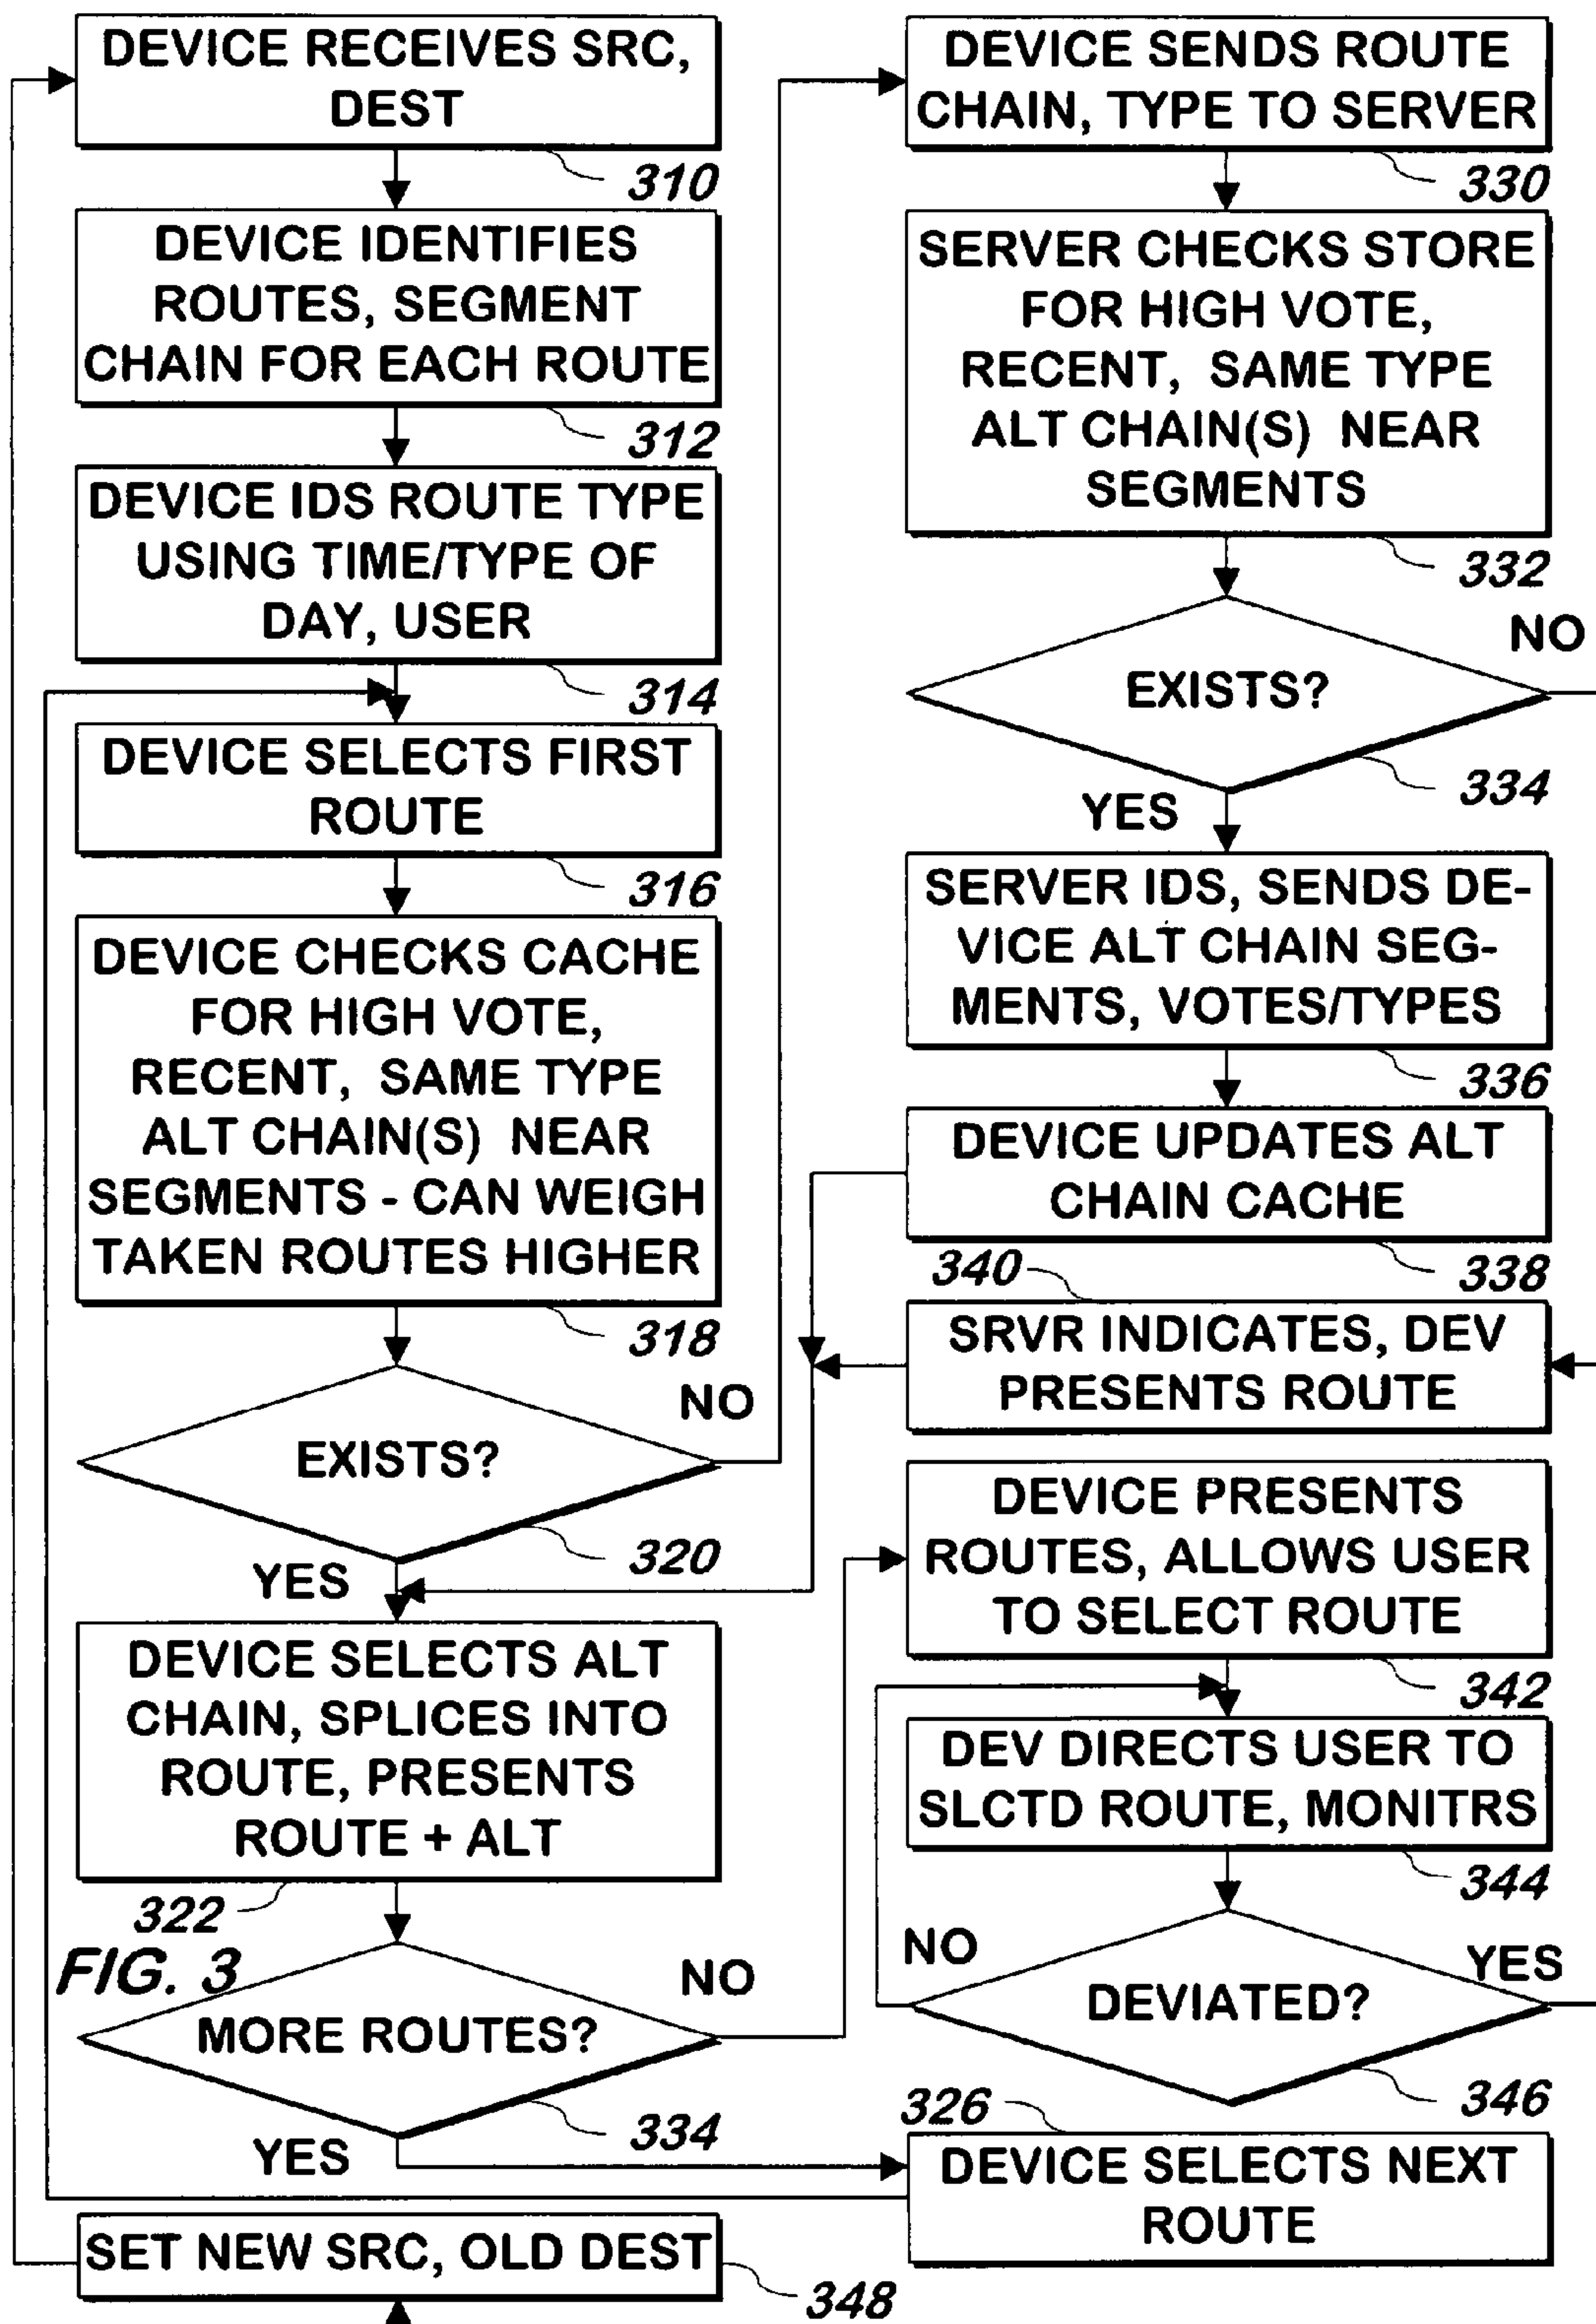 DEVICE RECEIVES SRC,
DEST
310
DEVICE IDENTIFIES
ROUTES, SEGMENT
CHAIN FOR EACH ROUTE
312
DEVICE IDS ROUTE TYPE
USING TIME/TYPE OF
DAY, USER
314
DEVICE SELECTS FIRST
ROUTE
316
DEVICE CHECKS CACHE
FOR HIGH VOTE,
RECENT, SAME TYPE
ALT CHAIN(S) NEAR
SEGMENTS - CAN WEIGH
TAKEN ROUTES HIGHER
318
NO
EXISTS?
320
YES
DEVICE SELECTS ALT
CHAIN, SPLICES INTO
ROUTE, PRESENTS
ROUTE + ALT
322
FIG. 3
NO
MORE ROUTES?
334
YES
SET NEW SRC, OLD DEST
348
DEVICE SENDS ROUTE
CHAIN, TYPE TO SERVER
330
SERVER CHECKS STORE
FOR HIGH VOTE,
RECENT, SAME TYPE
ALT CHAIN(S) NEAR
SEGMENTS
332
NO
EXISTS?
334
YES
SERVER IDS, SENDS DE-
VICE ALT CHAIN SEG-
MENTS, VOTES/TYPES
336
DEVICE UPDATES ALT
CHAIN CACHE
338
340
SRVR INDICATES, DEV
PRESENTS ROUTE
DEVICE PRESENTS
ROUTES, ALLOWS USER
TO SELECT ROUTE
342
DEV DIRECTS USER TO
SLCTD ROUTE, MONITRS
344
NO
YES
DEVIATED?
346
326
DEVICE SELECTS NEXT
ROUTE